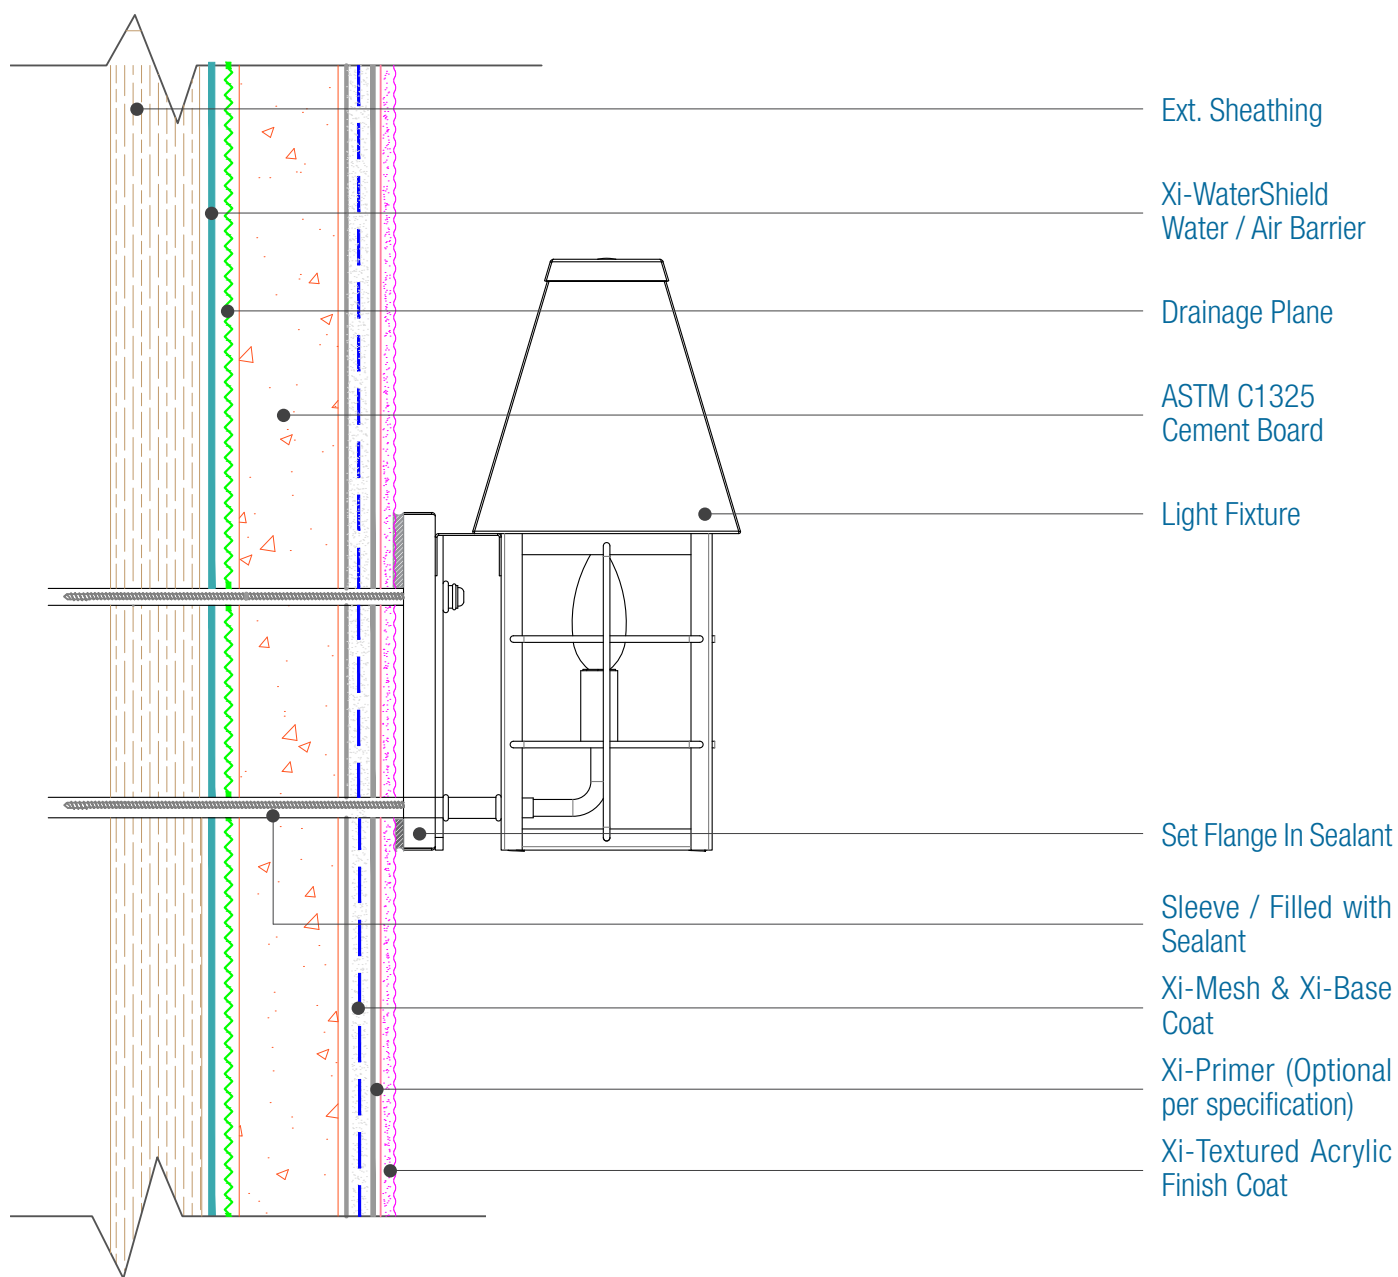 Ext. Sheathing
Xi-WaterShield
Water / Air Barrier
Drainage Plane
ASTM C1325
Cement Board
Light Fixture
Set Flange In Sealant
Sleeve / Filled with
Sealant
Xi-Mesh & Xi-Base
Coat
Xi-Primer (Optional
per specification)
Xi-Textured Acrylic
Finish Coat